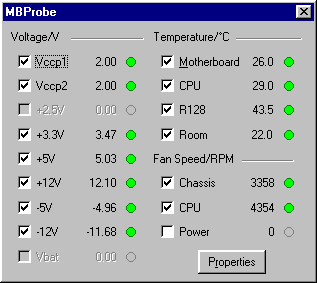 MBProbe
Voltage/V
Vccp1 2.00
Vccp2 2.00
+2.5V 0.00
+3.3V 3.47
+5V 5.03
+12V 12.10
-5V -4.96
-12V -11.68
Vbat 0.00
Temperature/°C
Motherboard 26.0
CPU 29.0
R128 43.5
Room 22.0
Fan Speed/RPM
Chassis 3358
CPU 4354
Power 0
Properties